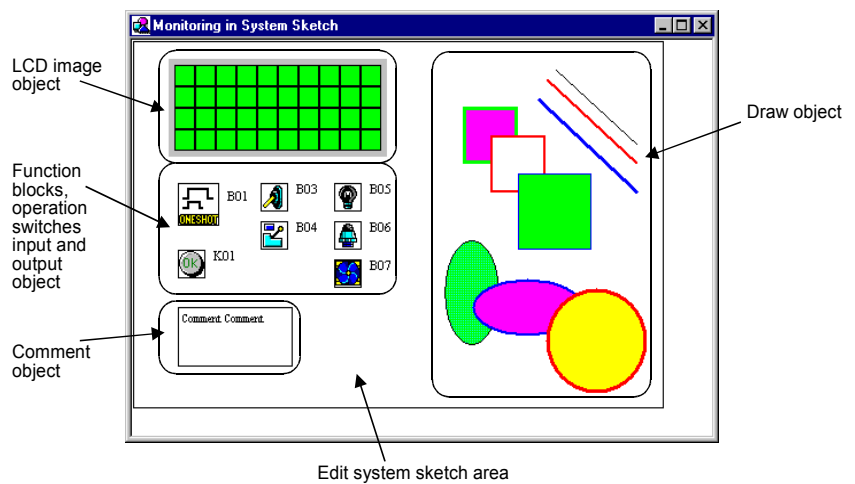 Monitoring in System Sketch
LCD image
object
Function
blocks,
operation
switches
input and
output
object
B01
ONESHOT
B03
B05
B04
B06
OK
K01
B07
Comment Comment
Comment
object
Draw object
Edit system sketch area